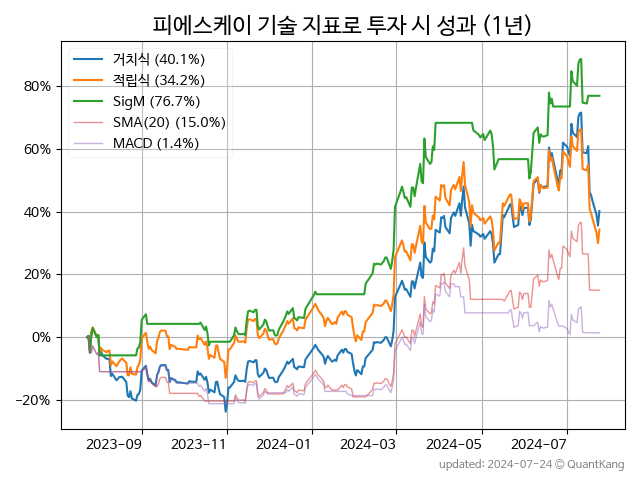 피에스케이 기술 지표로 투자 시 성과 (1년)
거치식 (40.1%)
적립식 (34.2%)
SigM (76.7%)
SMA(20) (15.0%)
MACD (1.4%)
80%
60%
40%
20%
0%
−20%
2023−09
2023−11
2024−01
2024−03
2024−05
2024−07
updated: 2024−07−24 © QuantKang